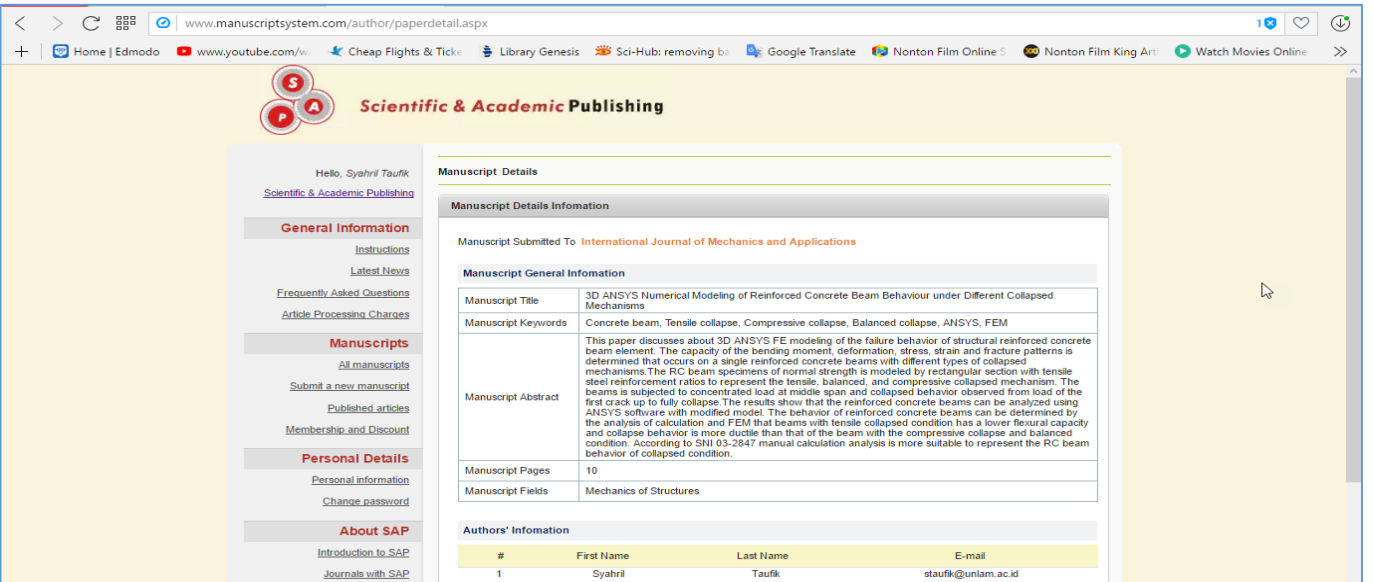 www.manuscriptsystem.com/author/paperdetail.aspx
1
Home | Edmodo
www.youtube.com/w
Cheap Flights & Ticke
Library Genesis
Sci-Hub: removing ba
Google Translate
Nonton Film Online S
Nonton Film King Art
Watch Movies Online
S A P
Scientific & Academic Publishing
Hello, Syahril Taufik
Scientific & Academic Publishing
General Information
Instructions
Latest News
Frequently Asked Questions
Article Processing Charges
Manuscripts
All manuscripts
Submit a new manuscript
Published articles
Membership and Discount
Personal Details
Personal information
Change password
About SAP
Introduction to SAP
Journals with SAP
Manuscript Details
Manuscript Details Infomation
Manuscript Submitted To International Journal of Mechanics and Applications
Manuscript General Infomation
Manuscript Title
3D ANSYS Numerical Modeling of Reinforced Concrete Beam Behaviour under Different Collapsed
Mechanisms
Manuscript Keywords
Concrete beam, Tensile collapse, Compressive collapse, Balanced collapse, ANSYS, FEM
Manuscript Abstract
This paper discusses about 3D ANSYS FE modeling of the failure behavior of structural reinforced concrete
beam element. The capacity of the bending moment, deformation, stress, strain and fracture patterns is
determined that occurs on a single reinforced concrete beams with different types of collapsed
mechanisms.The RC beam specimens of normal strength is modeled by rectangular section with tensile
steel reinforcement ratios to represent the tensile, balanced, and compressive collapsed mechanism. The
beams is subjected to concentrated load at middle span and collapsed behavior observed from load of the
first crack up to fully collapse.The results show that the reinforced concrete beams can be analyzed using
ANSYS software with modified model. The behavior of reinforced concrete beams can be determined by
the analysis of calculation and FEM that beams with tensile collapsed condition has a lower flexural capacity
and collapse behavior is more ductile than that of the beam with the compressive collapse and balanced
condition. According to SNI 03-2847 manual calculation analysis is more suitable to represent the RC beam
behavior of collapsed condition.
Manuscript Pages
10
Manuscript Fields
Mechanics of Structures
Authors' Infomation
# First Name Last Name E-mail
1 Syahril Taufik staufik@unlam.ac.id